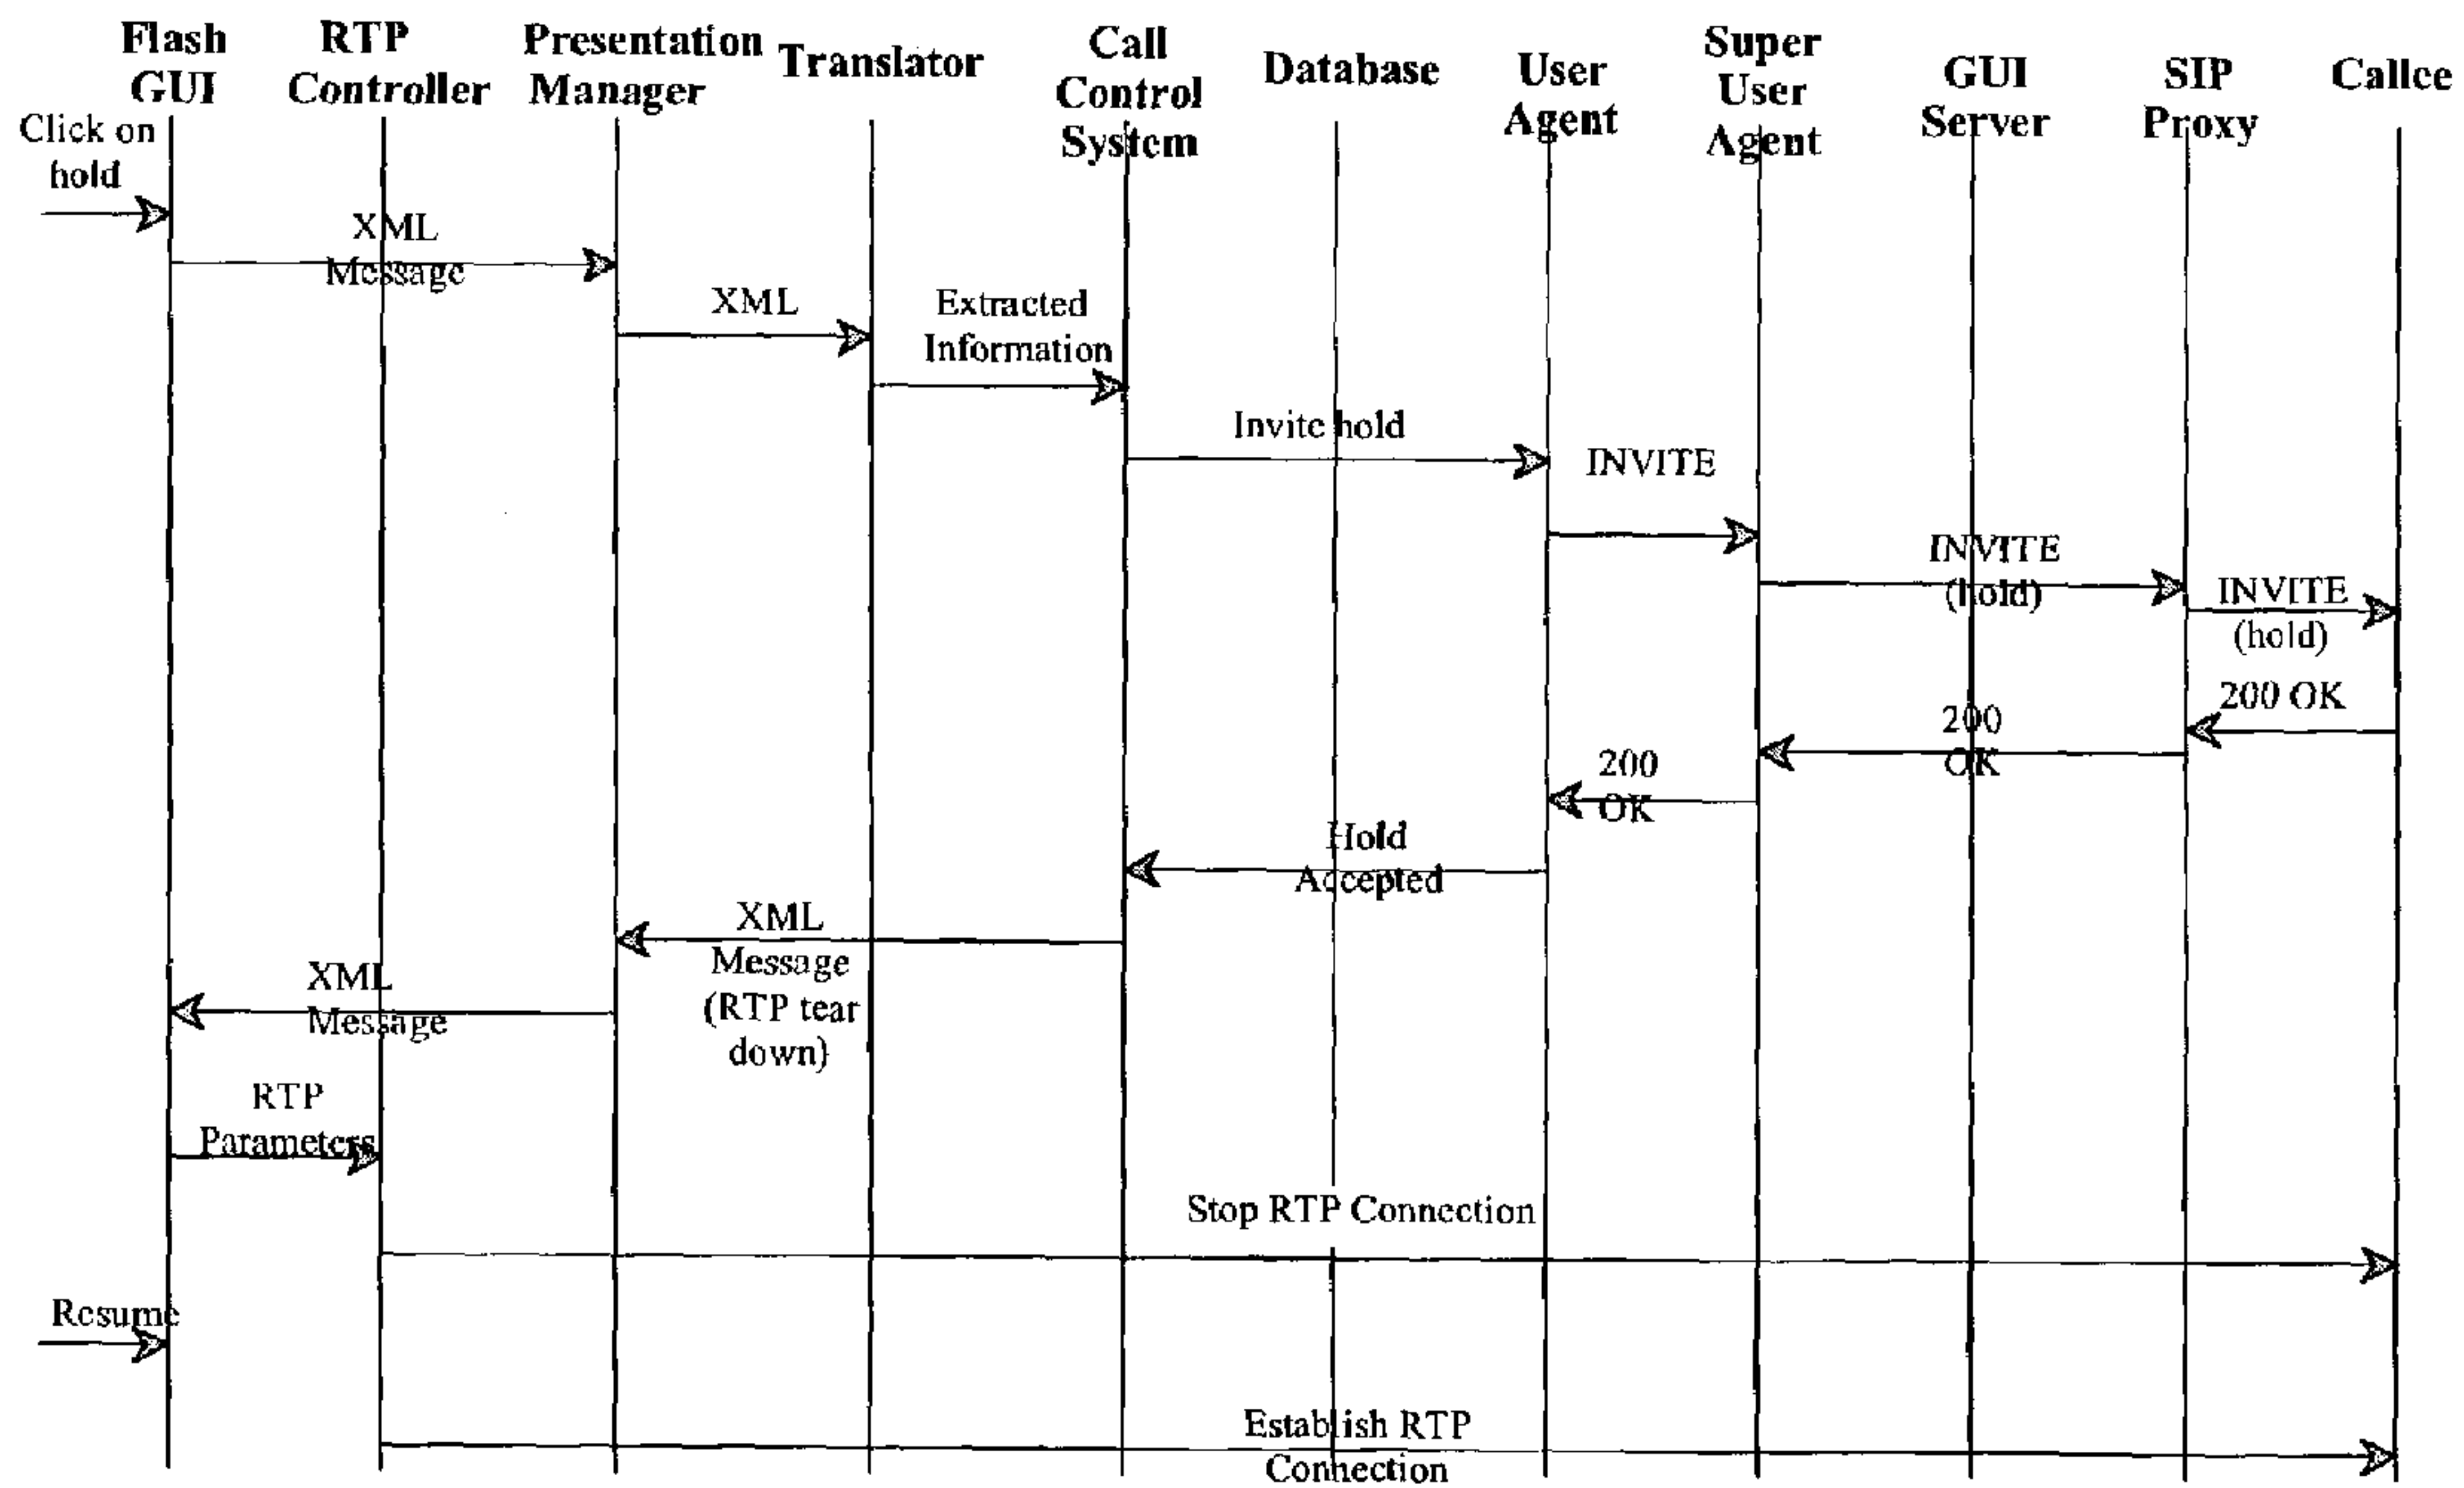 Flash
GUI
RTP
Controller
Presentation
Manager
Translator
Call
Control
System
Database
User
Agent
Super
User
Agent
GUI
Server
SIP
Proxy
Callee
Click on
hold
XML
Message
XML
Extracted
Information
Invite hold
INVITE
INVITE
(hold)
INVITE
(hold)
200 OK
200
OK
200
OK
Hold
Accepted
XML
Message
(RTP tear
down)
XML
Message
RTP
Parameters
Stop RTP Connection
Resume
Establish RTP
Connection